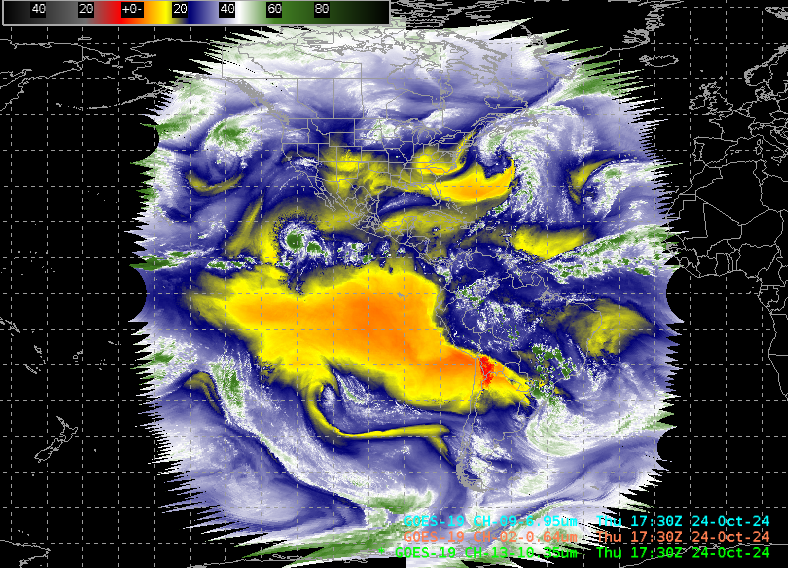 40 20 +0- 20 40 60 80
GOES-19 CH-09-6.95um Thu 17:30Z 24-Oct-24
GOES-19 CH-02-0.64um Thu 17:30Z 24-Oct-24
GOES-19 CH-13-10.35um Thu 17:30Z 24-Oct-24